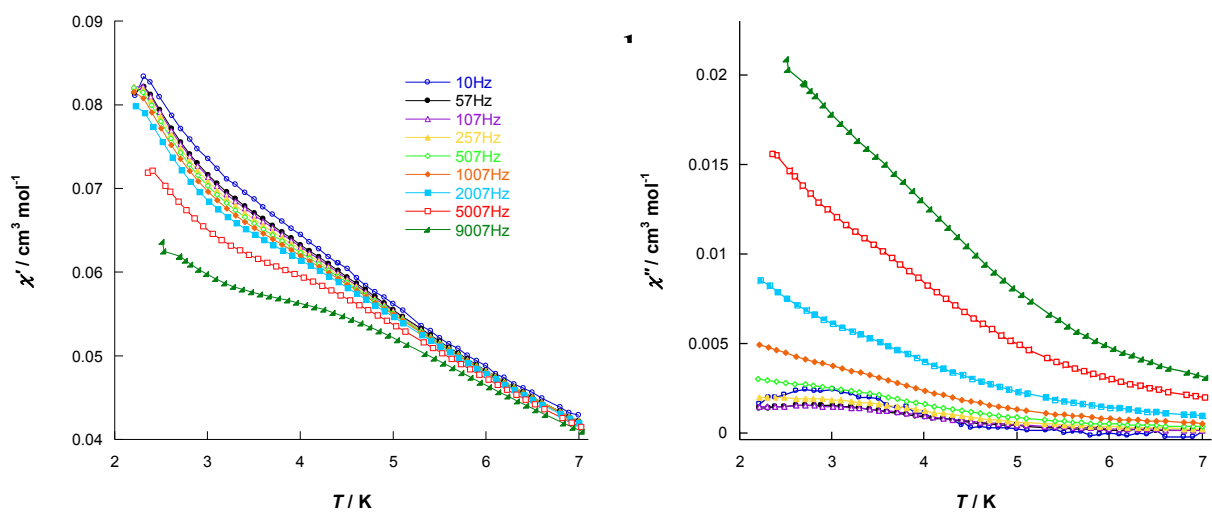 0.09
0.08
0.07
0.06
0.05
0.04
χ′ / cm³ mol⁻¹
2 3 4 5 6 7
T / K
10Hz
57Hz
107Hz
257Hz
507Hz
1007Hz
2007Hz
5007Hz
9007Hz
0.02
0.015
0.01
0.005
0
χ″ / cm³ mol⁻¹
2 3 4 5 6 7
T / K